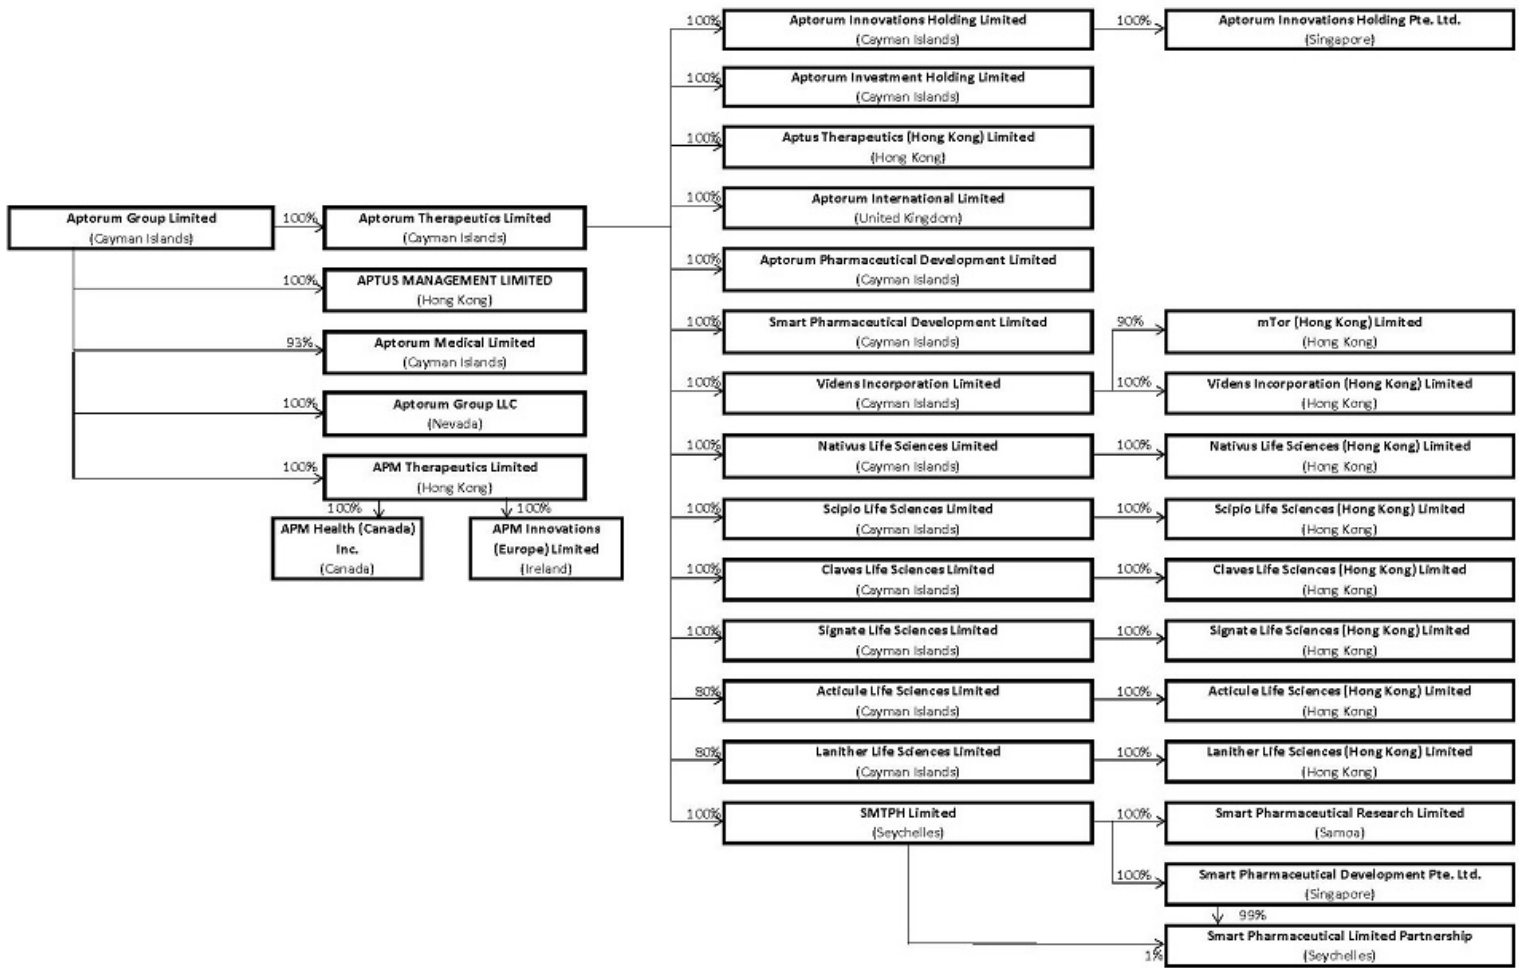 Aptorum Group Limited
(Cayman Islands)
100%
Aptorum Therapeutics Limited
(Cayman Islands)
100%
APTUS MANAGEMENT LIMITED
(Hong Kong)
93%
Aptorum Medical Limited
(Cayman Islands)
100%
Aptorum Group LLC
(Nevada)
100%
APM Therapeutics Limited
(Hong Kong)
100%
APM Health (Canada)
Inc.
(Canada)
100%
APM Innovations
(Europe) Limited
(Ireland)
100%
Aptorum Innovations Holding Limited
(Cayman Islands)
100%
Aptorum Innovations Holding Pte. Ltd.
(Singapore)
100%
Aptorum Investment Holding Limited
(Cayman Islands)
100%
Aptus Therapeutics (Hong Kong) Limited
(Hong Kong)
100%
Aptorum International Limited
(United Kingdom)
100%
Aptorum Pharmaceutical Development Limited
(Cayman Islands)
100%
Smart Pharmaceutical Development Limited
(Cayman Islands)
100%
Videns Incorporation Limited
(Cayman Islands)
90%
mTor (Hong Kong) Limited
(Hong Kong)
100%
Videns Incorporation (Hong Kong) Limited
(Hong Kong)
100%
Nativus Life Sciences Limited
(Cayman Islands)
100%
Nativus Life Sciences (Hong Kong) Limited
(Hong Kong)
100%
Scipio Life Sciences Limited
(Cayman Islands)
100%
Scipio Life Sciences (Hong Kong) Limited
(Hong Kong)
100%
Claves Life Sciences Limited
(Cayman Islands)
100%
Claves Life Sciences (Hong Kong) Limited
(Hong Kong)
100%
Signate Life Sciences Limited
(Cayman Islands)
100%
Signate Life Sciences (Hong Kong) Limited
(Hong Kong)
80%
Acticule Life Sciences Limited
(Cayman Islands)
100%
Acticule Life Sciences (Hong Kong) Limited
(Hong Kong)
80%
Lanither Life Sciences Limited
(Cayman Islands)
100%
Lanither Life Sciences (Hong Kong) Limited
(Hong Kong)
100%
SMTPH Limited
(Seychelles)
100%
Smart Pharmaceutical Research Limited
(Samoa)
100%
Smart Pharmaceutical Development Pte. Ltd.
(Singapore)
99%
1%
Smart Pharmaceutical Limited Partnership
(Seychelles)